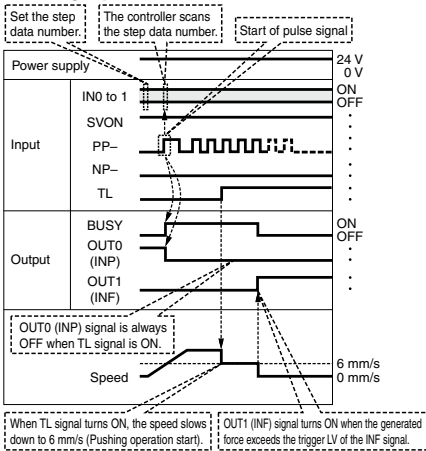 Set the step
data number.
The controller scans
the step data number.
Start of pulse signal
Power supply
24 V
0 V
Input
IN0 to 1
ON
OFF
SVON
PP–
NP–
TL
Output
BUSY
ON
OFF
OUT0
(INP)
OUT1
(INF)
OUT0 (INP) signal is always
OFF when TL signal is ON.
Speed
6 mm/s
0 mm/s
When TL signal turns ON, the speed slows
down to 6 mm/s (Pushing operation start).
OUT1 (INF) signal turns ON when the generated
force exceeds the trigger LV of the INF signal.